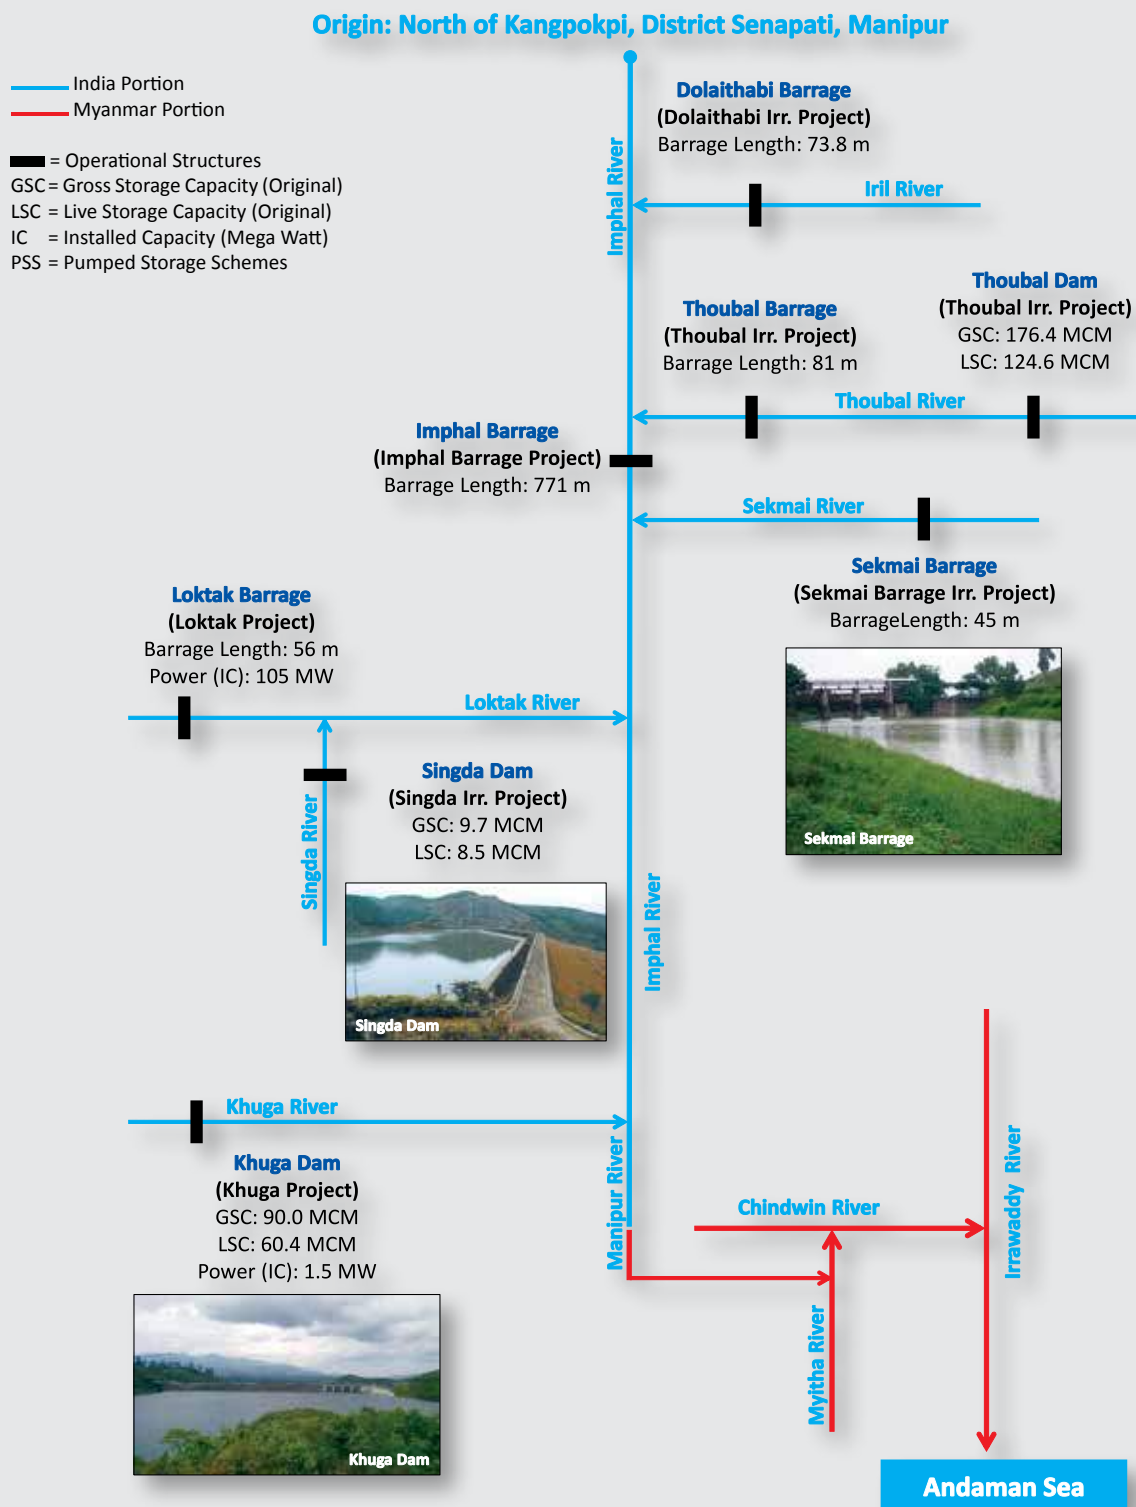 Origin: North of Kangpokpi, District Senapati, Manipur
India Portion
Myanmar Portion
= Operational Structures
GSC = Gross Storage Capacity (Original)
LSC = Live Storage Capacity (Original)
IC = Installed Capacity (Mega Watt)
PSS = Pumped Storage Schemes
Imphal River
Dolaithabi Barrage
(Dolaithabi Irr. Project)
Barrage Length: 73.8 m
Iril River
Thoubal Barrage
(Thoubal Irr. Project)
Barrage Length: 81 m
Thoubal Dam
(Thoubal Irr. Project)
GSC: 176.4 MCM
LSC: 124.6 MCM
Thoubal River
Imphal Barrage
(Imphal Barrage Project)
Barrage Length: 771 m
Sekmai River
Sekmai Barrage
(Sekmai Barrage Irr. Project)
BarrageLength: 45 m
Sekmai Barrage
Loktak Barrage
(Loktak Project)
Barrage Length: 56 m
Power (IC): 105 MW
Loktak River
Singda River
Singda Dam
(Singda Irr. Project)
GSC: 9.7 MCM
LSC: 8.5 MCM
Singda Dam
Imphal River
Khuga River
Khuga Dam
(Khuga Project)
GSC: 90.0 MCM
LSC: 60.4 MCM
Power (IC): 1.5 MW
Khuga Dam
Manipur River
Chindwin River
Myitha River
Irrawaddy River
Andaman Sea